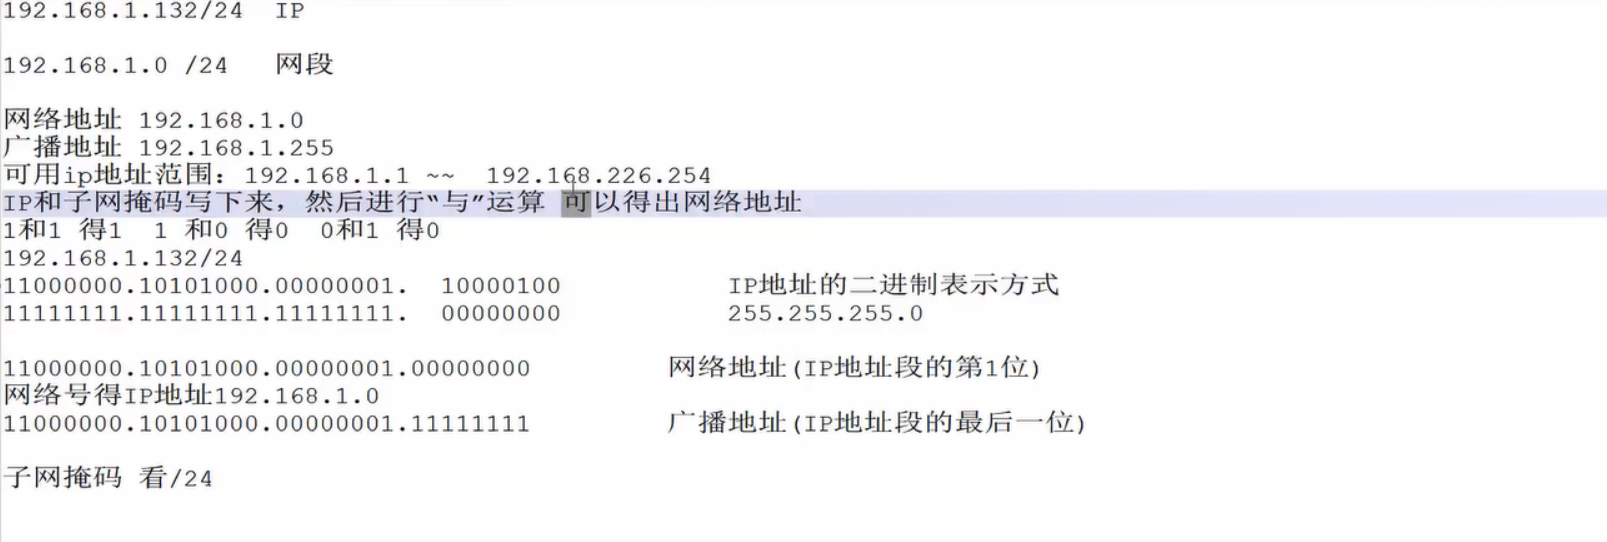 192.168.1.132/24 IP
192.168.1.0 /24 网段
网络地址 192.168.1.0
广播地址 192.168.1.255
可用ip地址范围：192.168.1.1 ~~ 192.168.226.254
IP和子网掩码写下来，然后进行“与”运算 可以得出网络地址
1和1 得1 1 和0 得0 0和1 得0
192.168.1.132/24
11000000.10101000.00000001. 10000100 IP地址的二进制表示方式
11111111.11111111.11111111. 00000000 255.255.255.0
11000000.10101000.00000001.00000000 网络地址(IP地址段的第1位)
网络号得IP地址192.168.1.0
11000000.10101000.00000001.11111111 广播地址(IP地址段的最后一位)
子网掩码 看/24